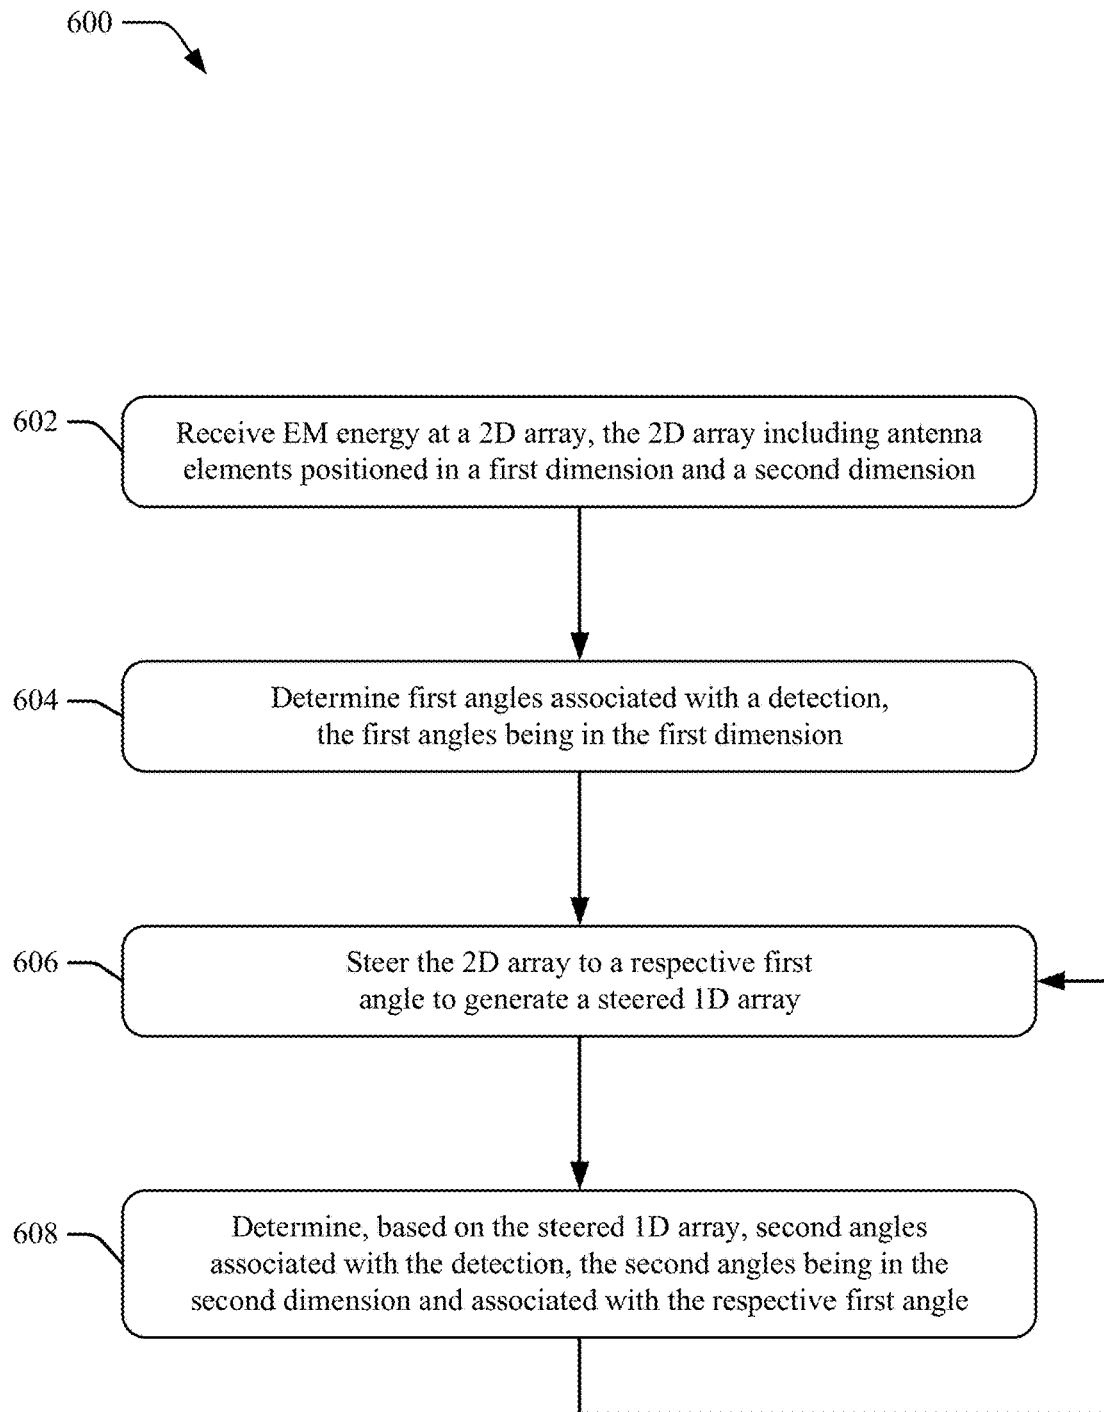 600
602
Receive EM energy at a 2D array, the 2D array including antenna
elements positioned in a first dimension and a second dimension
604
Determine first angles associated with a detection,
the first angles being in the first dimension
606
Steer the 2D array to a respective first
angle to generate a steered 1D array
608
Determine, based on the steered 1D array, second angles
associated with the detection, the second angles being in the
second dimension and associated with the respective first angle